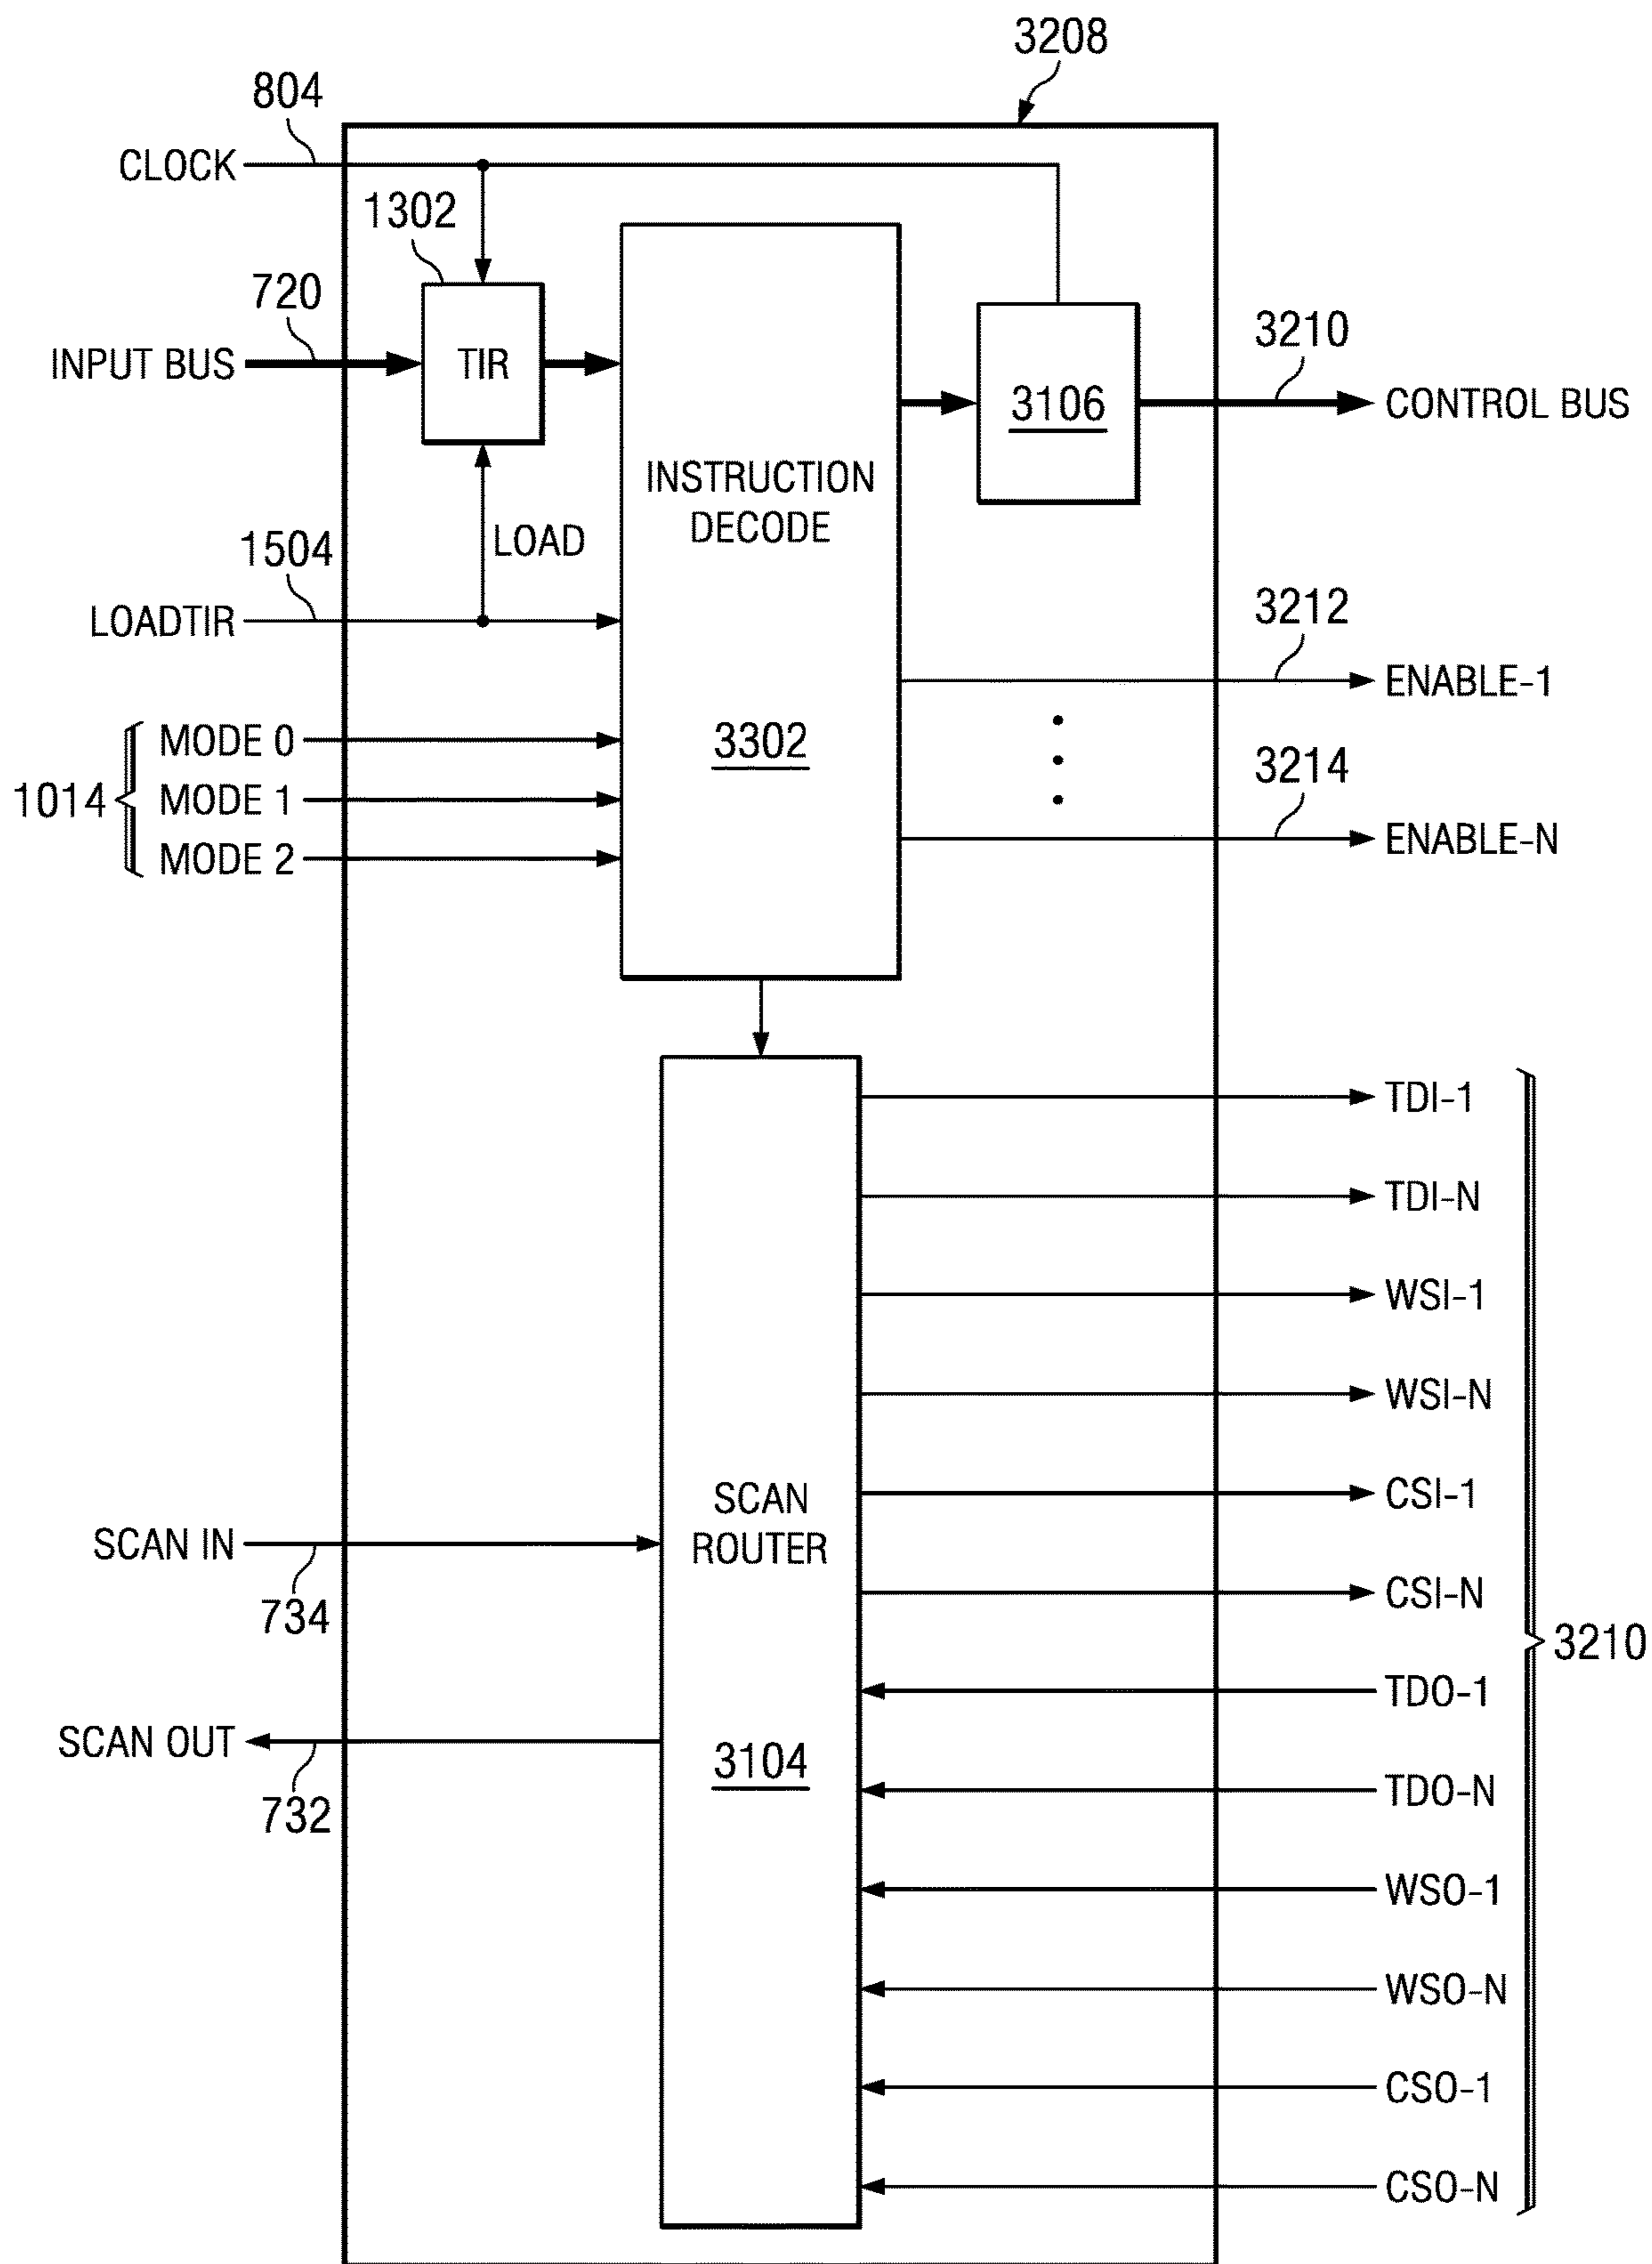 3208
804
CLOCK
1302
720
INPUT BUS
TIR
3210
3106
CONTROL BUS
INSTRUCTION
DECODE
1504
LOAD
LOADTIR
3212
ENABLE-1
3302
1014
MODE 0
MODE 1
MODE 2
3214
ENABLE-N
TDI-1
TDI-N
WSI-1
WSI-N
CSI-1
SCAN
ROUTER
SCAN IN
734
CSI-N
3210
TDO-1
SCAN OUT
732
3104
TDO-N
WSO-1
WSO-N
CSO-1
CSO-N